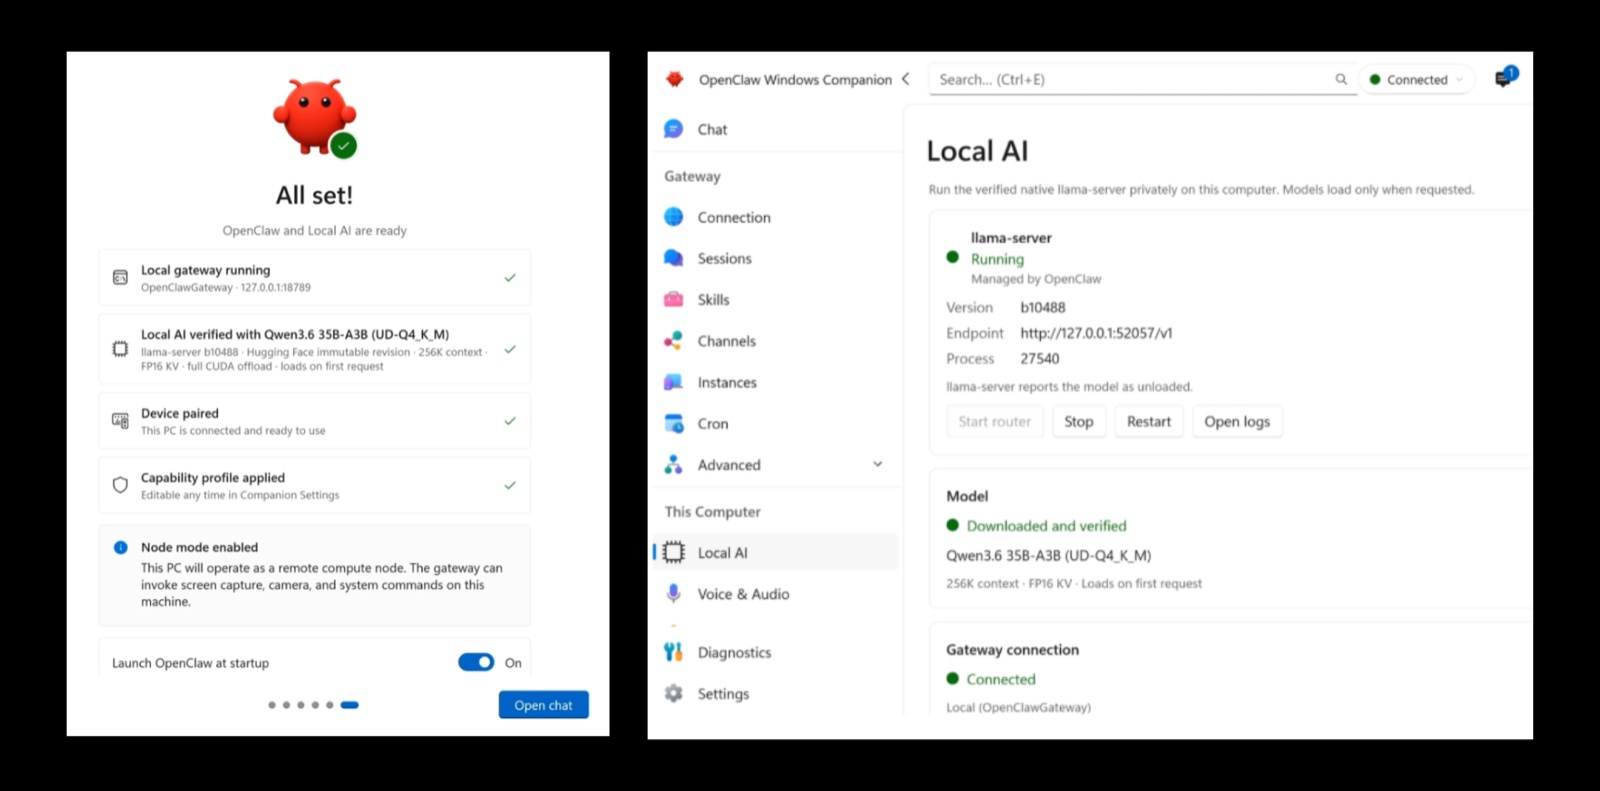 All set!
OpenClaw and Local AI are ready
Local gateway running
OpenClawGateway · 127.0.0.1:18789
Local AI verified with Qwen3.6 35B-A3B (UD-Q4_K_M)
llama-server b10488 · Hugging Face immutable revision · 256K context ·
FP16 KV · full CUDA offload · loads on first request
Device paired
This PC is connected and ready to use
Capability profile applied
Editable any time in Companion Settings
Node mode enabled
This PC will operate as a remote compute node. The gateway can
invoke screen capture, camera, and system commands on this
machine.
Launch OpenClaw at startup
On
Open chat
OpenClaw Windows Companion
Search... (Ctrl+E)
Connected
1
Chat
Gateway
Connection
Sessions
Skills
Channels
Instances
Cron
Advanced
This Computer
Local AI
Voice & Audio
Diagnostics
Settings
Local AI
Run the verified native llama-server privately on this computer. Models load only when requested.
llama-server
Running
Managed by OpenClaw
Version b10488
Endpoint http://127.0.0.1:52057/v1
Process 27540
llama-server reports the model as unloaded.
Start router
Stop
Restart
Open logs
Model
Downloaded and verified
Qwen3.6 35B-A3B (UD-Q4_K_M)
256K context · FP16 KV · Loads on first request
Gateway connection
Connected
Local (OpenClawGateway)